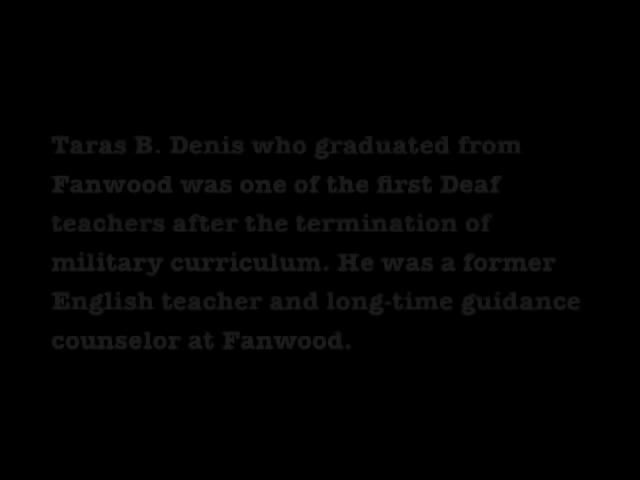 Taras B. Denis who graduated from
Fanwood was one of the first Deaf
teachers after the termination of
military curriculum. He was a former
English teacher and long-time guidance
counselor at Fanwood.